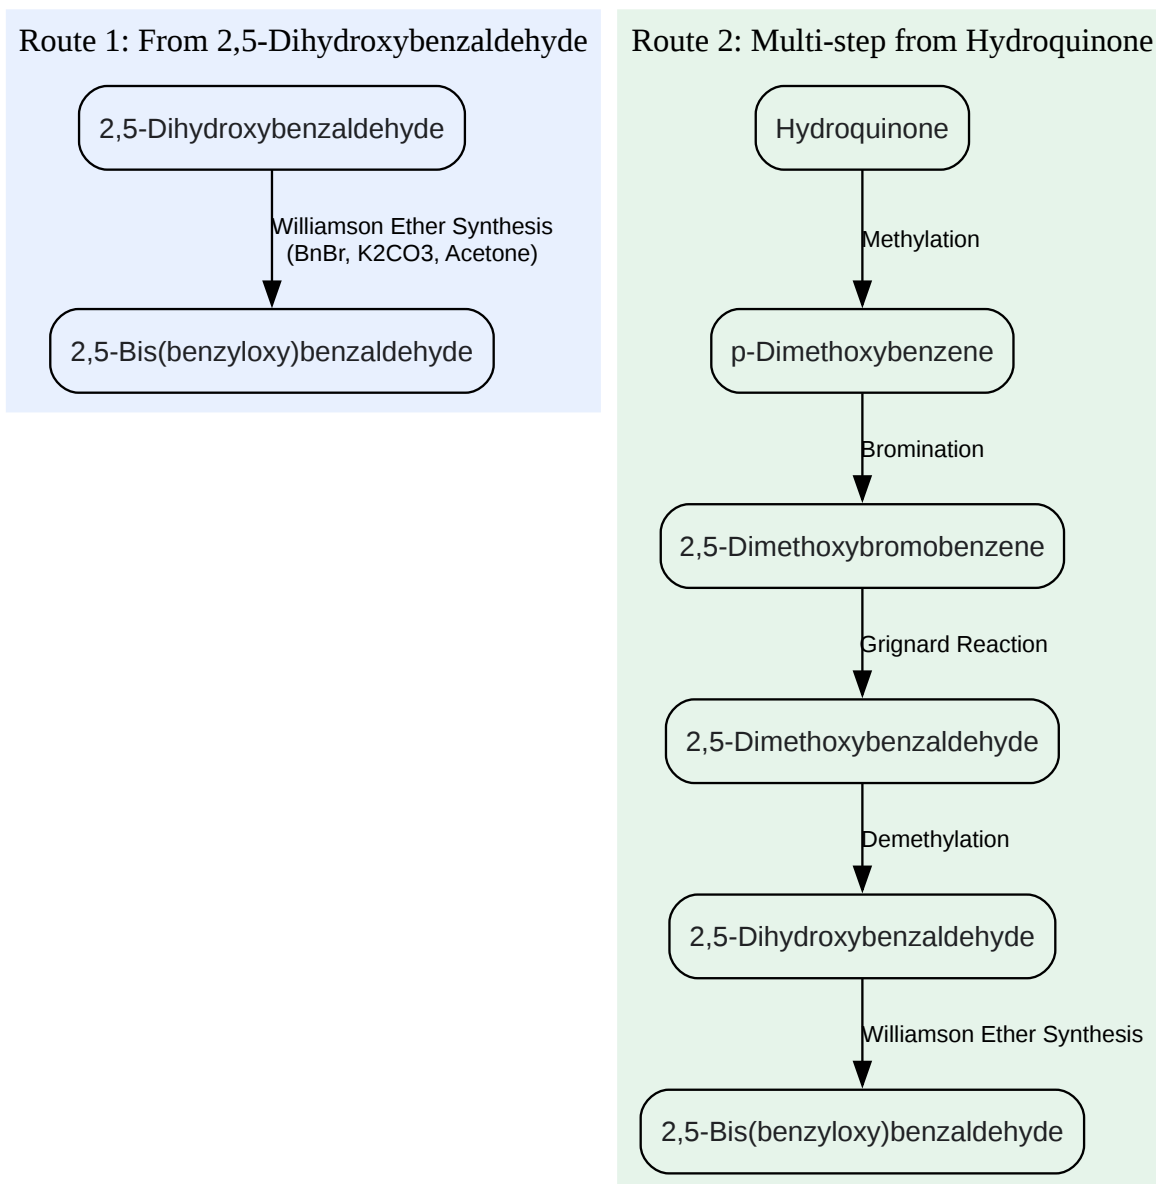 Route 1: From 2,5-Dihydroxybenzaldehyde
2,5-Dihydroxybenzaldehyde
Williamson Ether Synthesis
(BnBr, K2CO3, Acetone)
2,5-Bis(benzyloxy)benzaldehyde
Route 2: Multi-step from Hydroquinone
Hydroquinone
Methylation
p-Dimethoxybenzene
Bromination
2,5-Dimethoxybromobenzene
Grignard Reaction
2,5-Dimethoxybenzaldehyde
Demethylation
2,5-Dihydroxybenzaldehyde
Williamson Ether Synthesis
2,5-Bis(benzyloxy)benzaldehyde